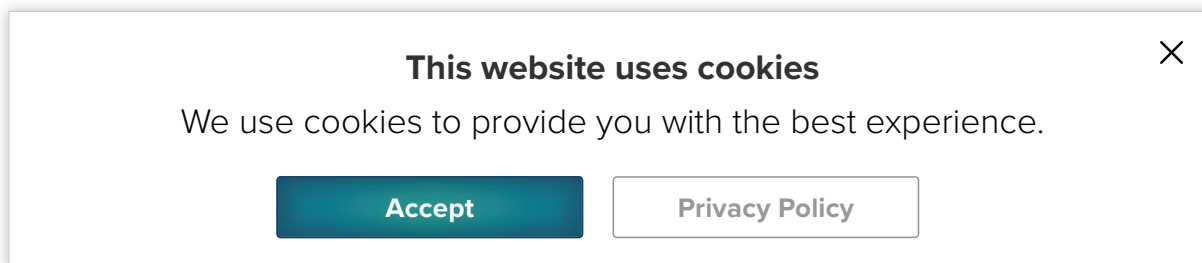 This website uses cookies
We use cookies to provide you with the best experience.
Accept
Privacy Policy